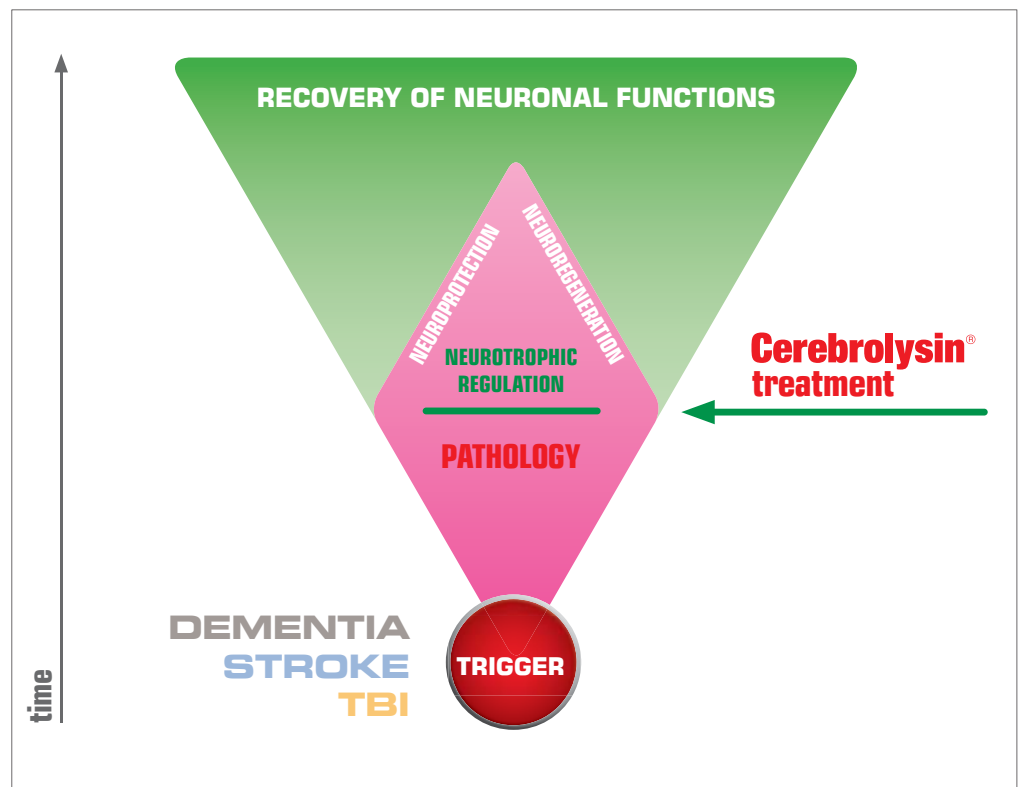 RECOVERY OF NEURONAL FUNCTIONS
NEUROPROTECTION
NEUROREGENERATION
NEUROTROPHIC
REGULATION
PATHOLOGY
Cerebrolysin®
treatment
DEMENTIA
STROKE
TBI
TRIGGER
time